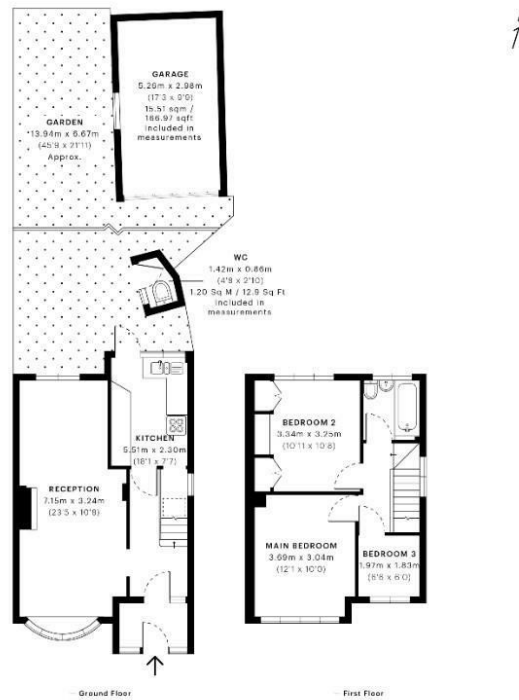 GARAGE
5.26m x 2.98m
(17'3 x 9'9)
15.51 sqm /
166.97 sqft
included in
measurements
GARDEN
*13.94m x 6.67m
(45'9 x 21'11)
Approx.
WC
1.42m x 0.86m
(4'8 x 2'10)
1.20 Sq M / 12.9 Sq Ft
included in
measurements
KITCHEN
5.51m x 2.30m
(18'1 x 7'7)
RECEPTION
7.15m x 3.24m
(23'5 x 10'8)
BEDROOM 2
3.34m x 3.25m
(10'11 x 10'8)
MAIN BEDROOM
3.69m x 3.04m
(12'1 x 10'0)
BEDROOM 3
1.97m x 1.83m
(6'6 x 6'0)
Ground Floor
First Floor